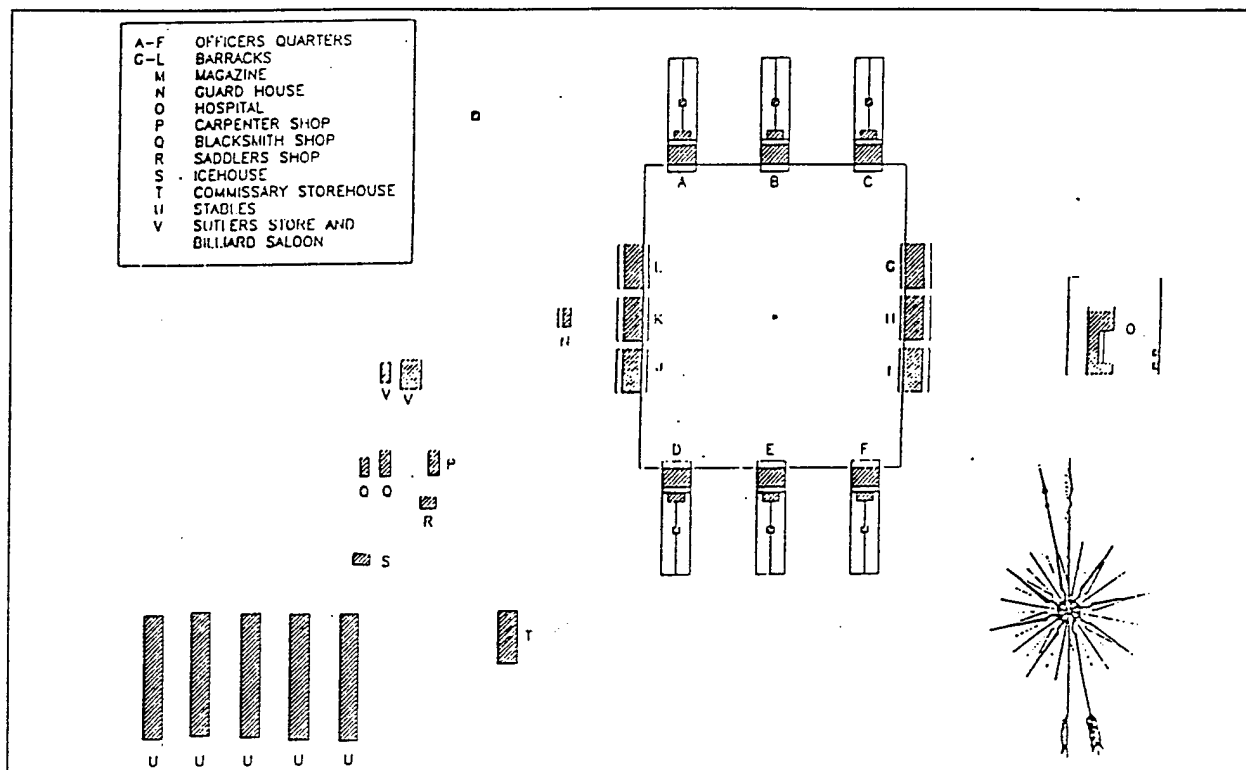 A-F OFFICERS QUARTERS
G-L BARRACKS
M MAGAZINE
N GUARD HOUSE
O HOSPITAL
P CARPENTER SHOP
Q BLACKSMITH SHOP
R SADDLERS SHOP
S ICEHOUSE
T COMMISSARY STOREHOUSE
U STABLES
V SUTLERS STORE AND
BILLIARD SALOON
A B C
L G
K H
J I
N
O
V V
D E F
Q Q P
R
S
T
U U U U U